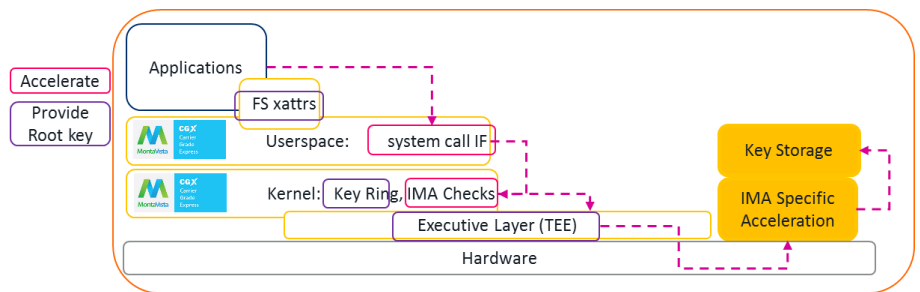 Applications
Accelerate
Provide
Root key
FS xattrs
MontaVista
CGX
Carrier
Grade
Express
Userspace: system call IF
MontaVista
CGX
Carrier
Grade
Express
Kernel: Key Ring, IMA Checks
Executive Layer (TEE)
Hardware
Key Storage
IMA Specific
Acceleration